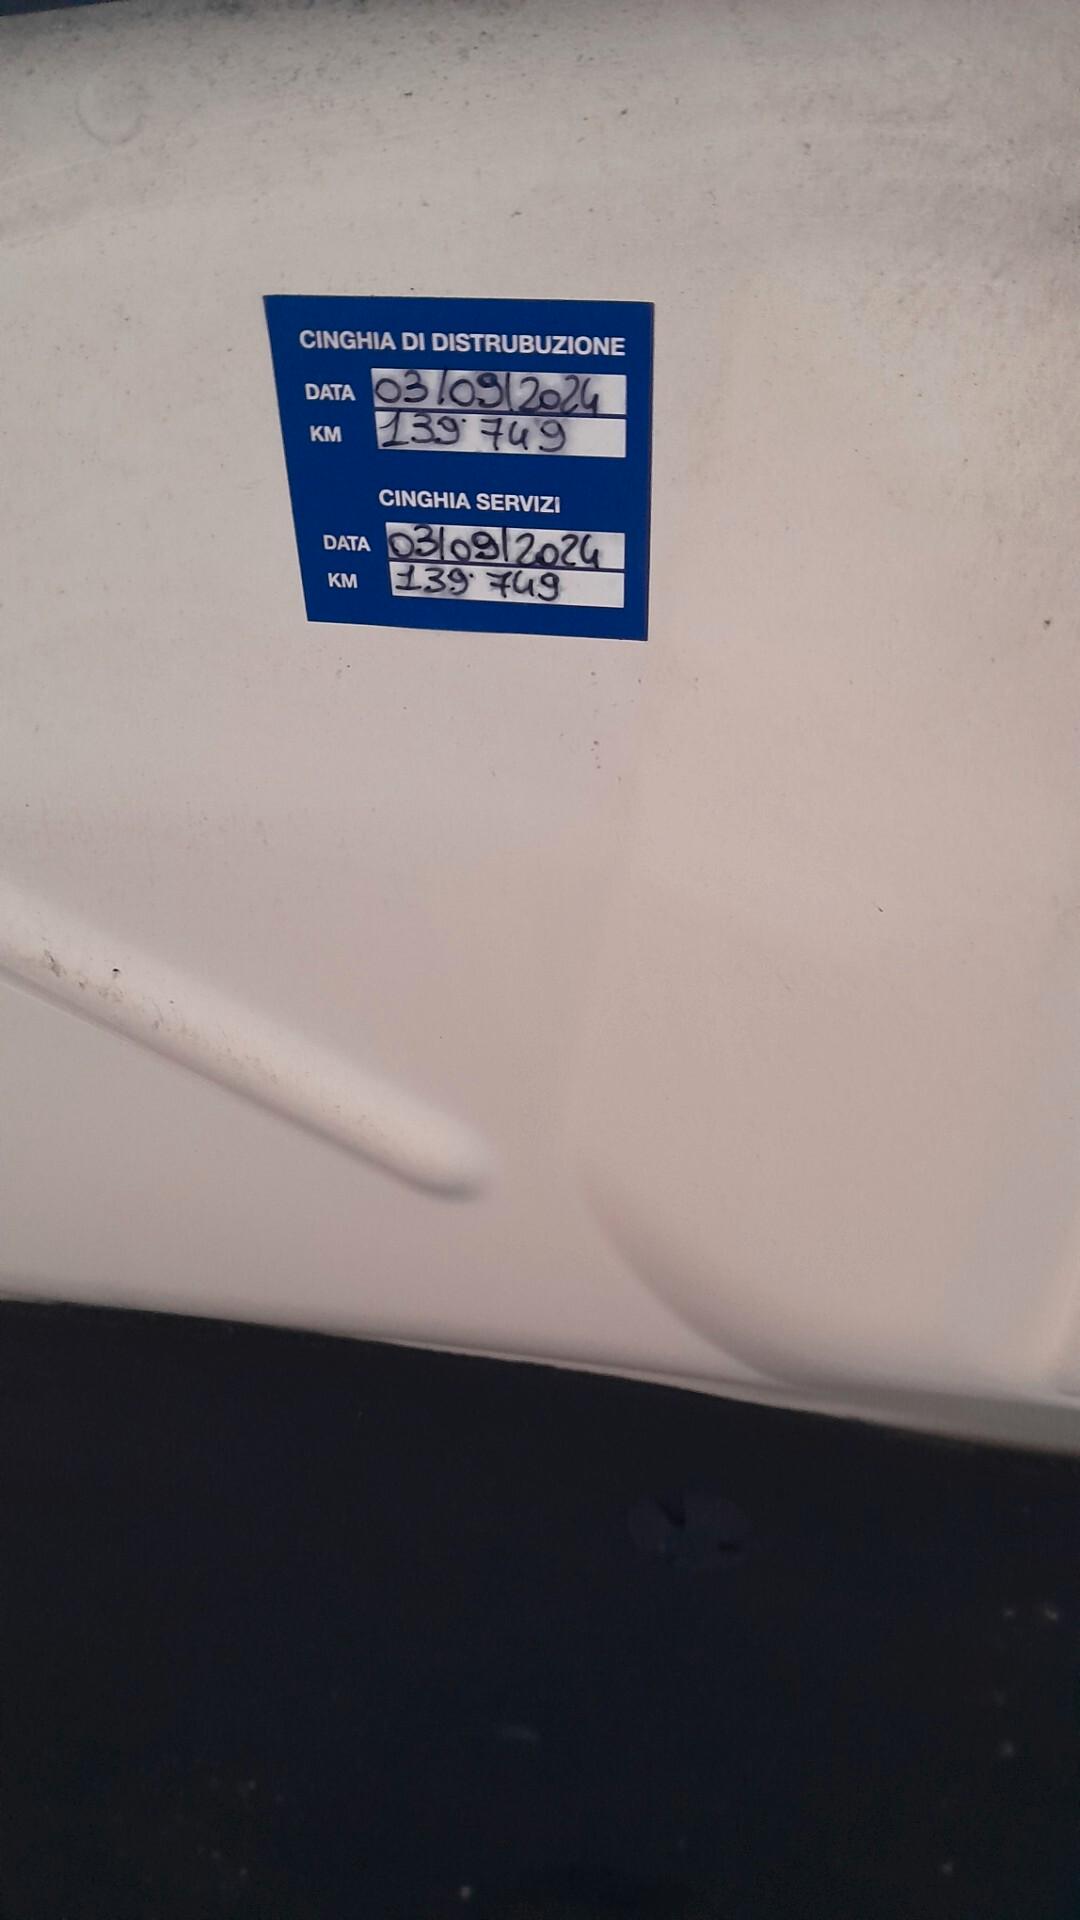 CINGHIA DI DISTRUBUZIONE
DATA 03/09/2024
KM 139.749
CINGHIA SERVIZI
DATA 03/09/2024
KM 139.749